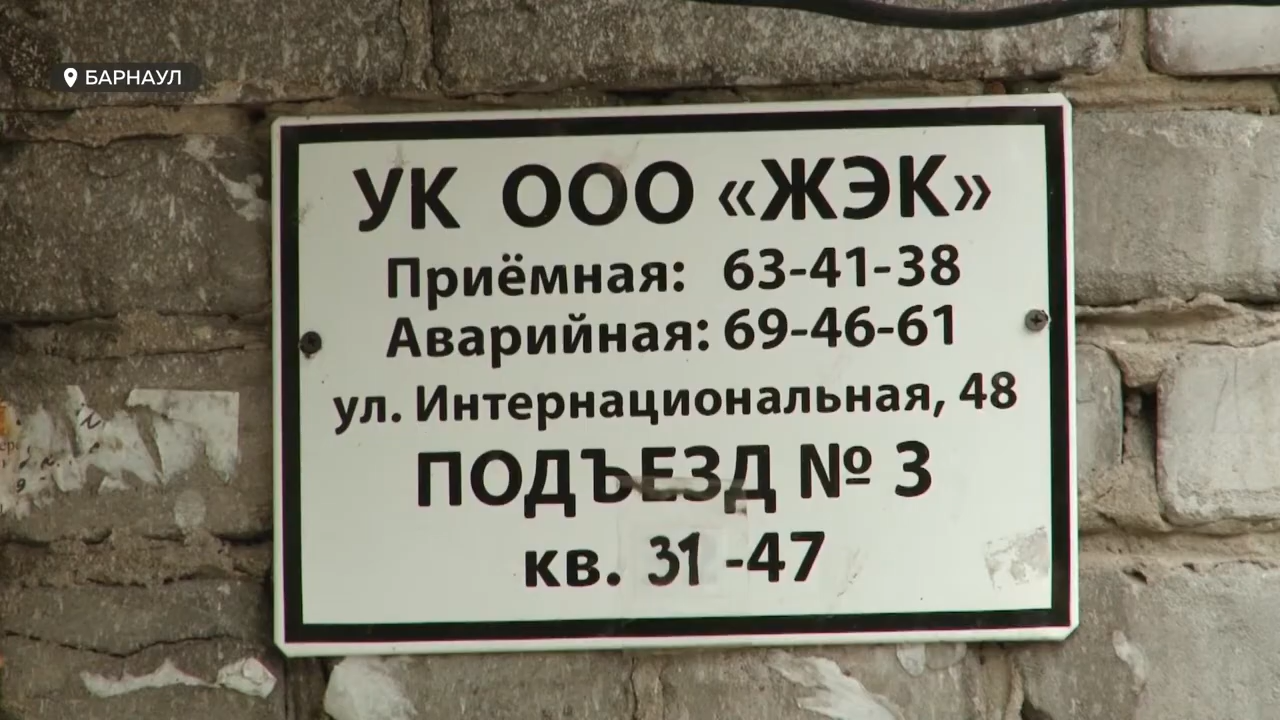 БАРНАУЛ
УК ООО «ЖЭК»
Приёмная: 63-41-38
Аварийная: 69-46-61
ул. Интернациональная, 48
ПОДЪЕЗД № 3
кв. 31 -47